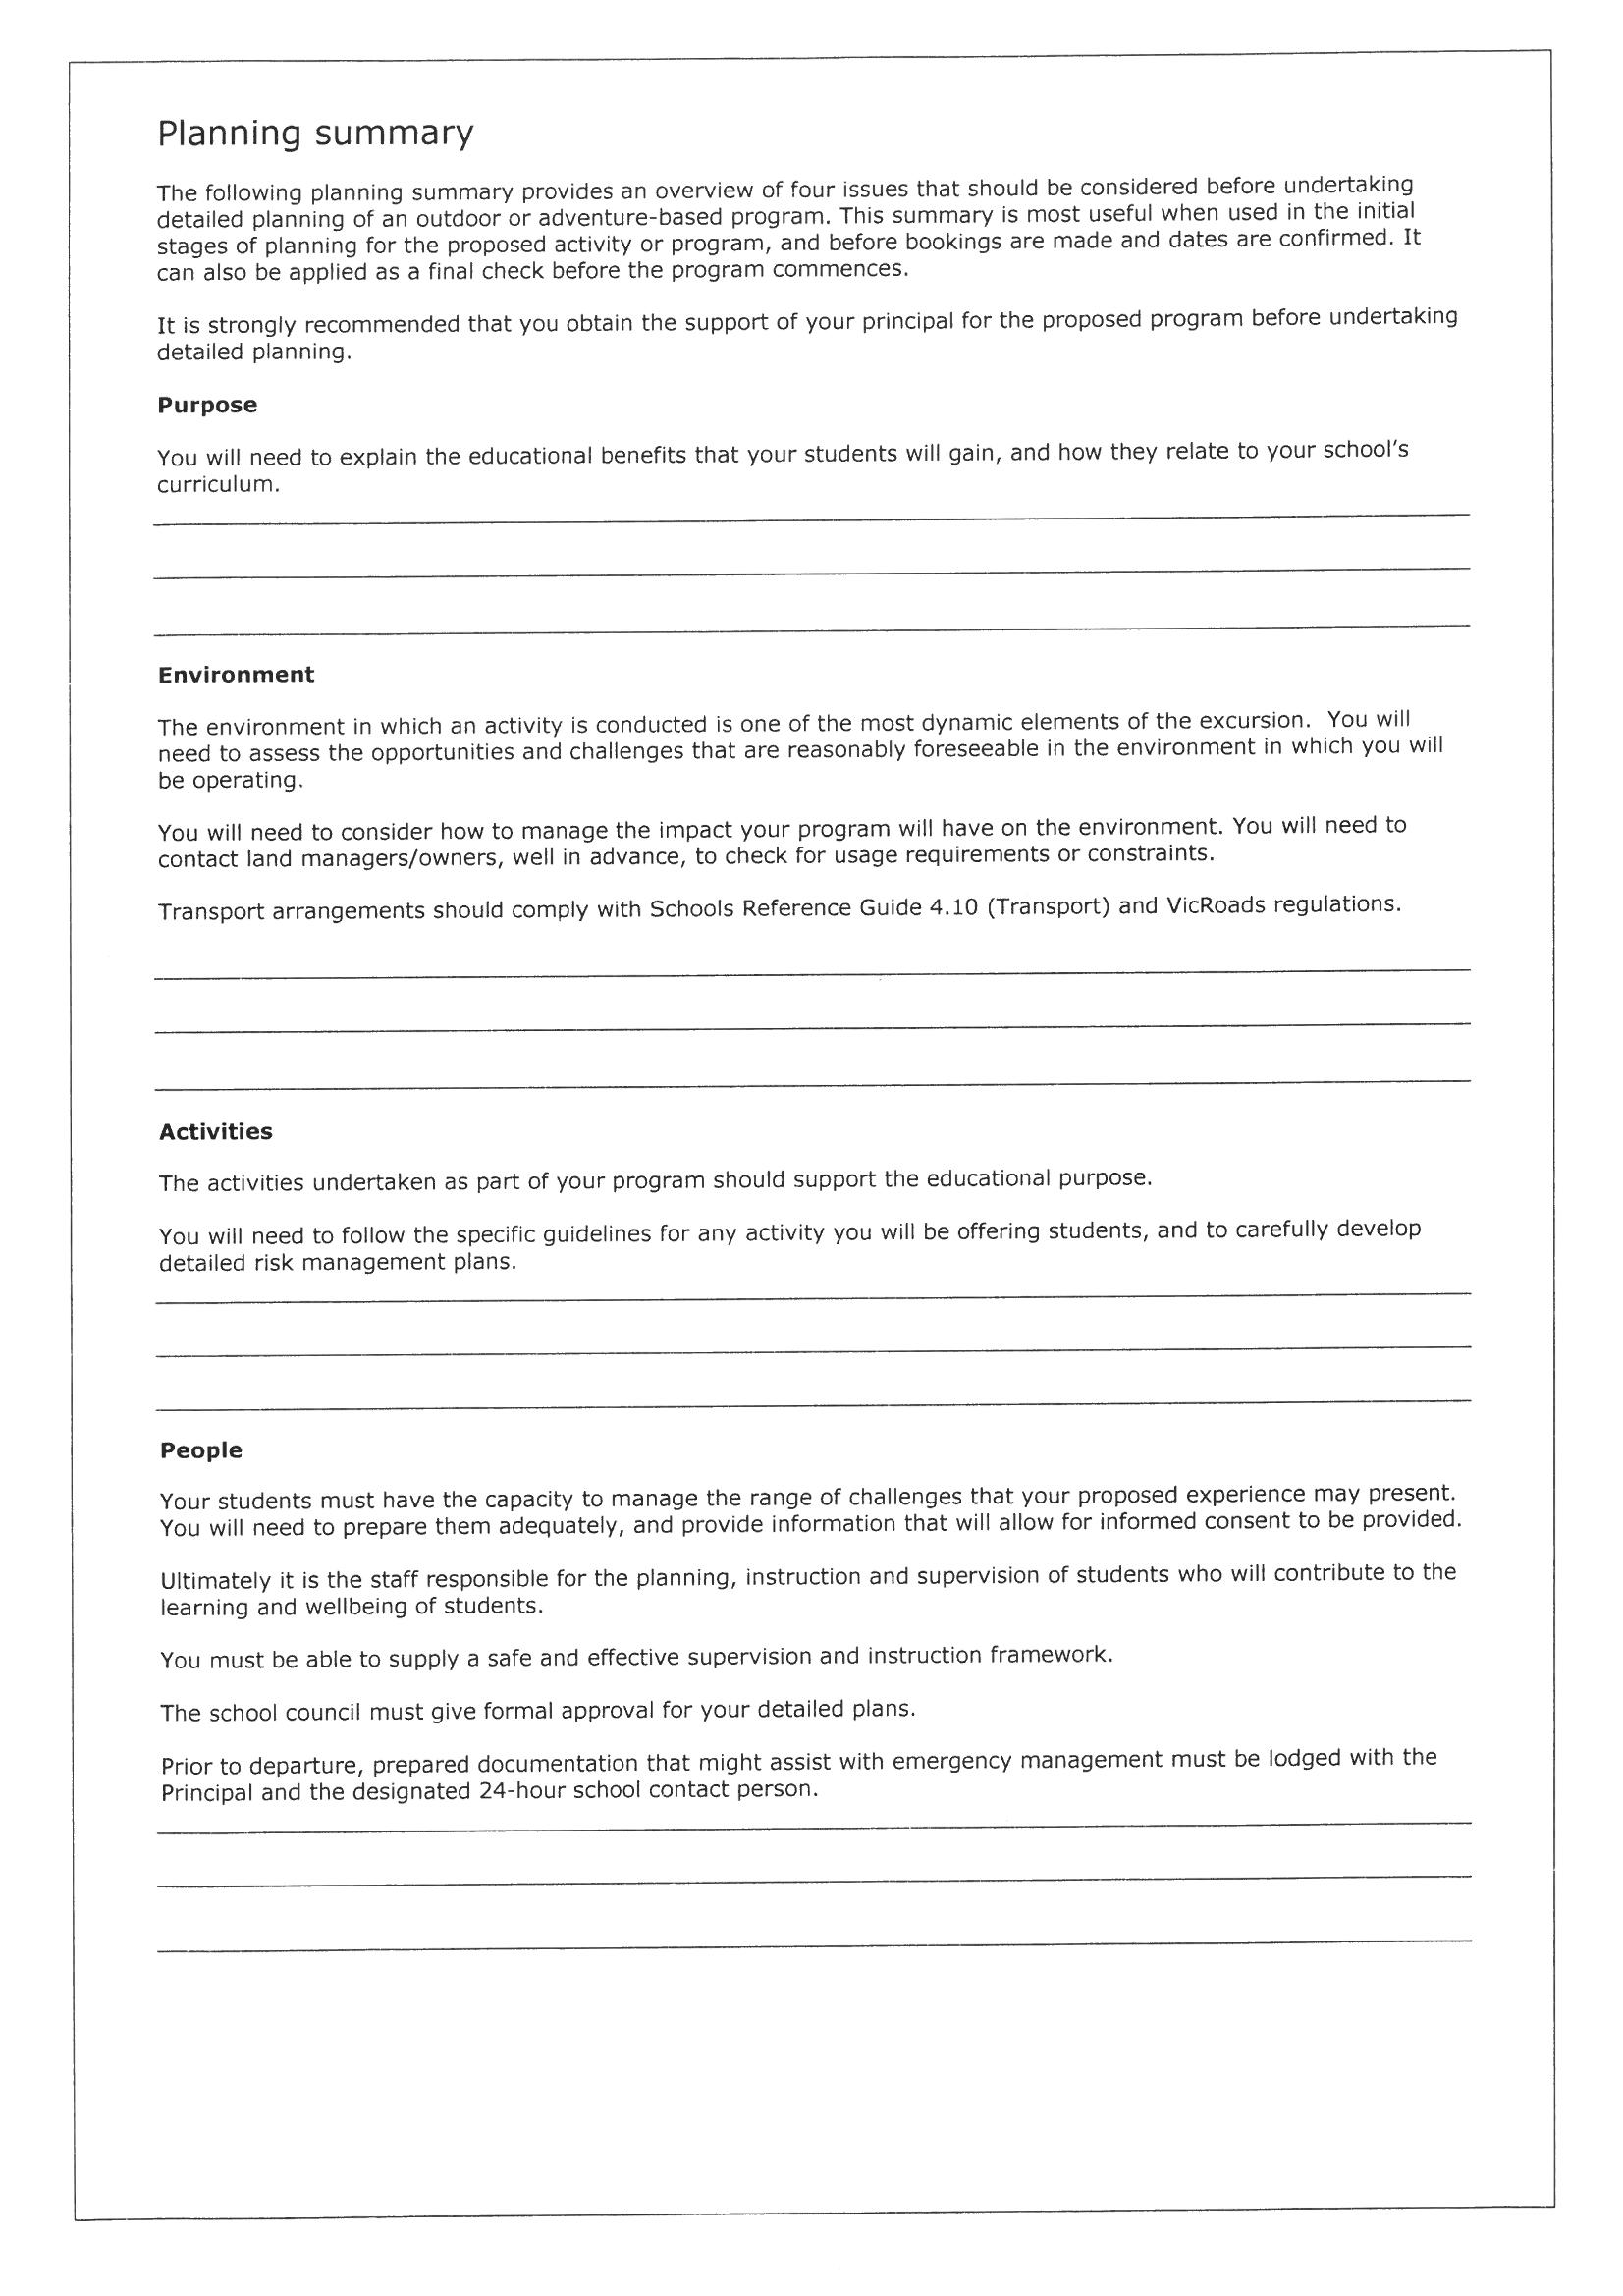 Planning summary
The following planning summary provides an overview of four issues that should be considered before undertaking
detailed planning of an outdoor or adventure-based program. This summary is most useful when used in the initial
stages of planning for the proposed activity or program, and before bookings are made and dates are confirmed. It
can also be applied as a final check before the program commences.
It is strongly recommended that you obtain the support of your principal for the proposed program before undertaking
detailed planning.
Purpose
You will need to explain the educational benefits that your students will gain, and how they relate to your school's
curriculum.
Environment
The environment in which an activity is conducted is one of the most dynamic elements of the excursion.  You will
need to assess the opportunities and challenges that are reasonably foreseeable in the environment in which you will
be operating.
You will need to consider how to manage the impact your program will have on the environment. You will need to
contact land managers/owners, well in advance, to check for usage requirements or constraints.
Transport arrangements should comply with Schools Reference Guide 4.10 (Transport) and VicRoads regulations.
Activities
The activities undertaken as part of your program should support the educational purpose.
You will need to follow the specific guidelines for any activity you will be offering students, and to carefully develop
detailed risk management plans.
People
Your students must have the capacity to manage the range of challenges that your proposed experience may present.
You will need to prepare them adequately, and provide information that will allow for informed consent to be provided.
Ultimately it is the staff responsible for the planning, instruction and supervision of students who will contribute to the
learning and wellbeing of students.
You must be able to supply a safe and effective supervision and instruction framework.
The school council must give formal approval for your detailed plans.
Prior to departure, prepared documentation that might assist with emergency management must be lodged with the
Principal and the designated 24-hour school contact person.